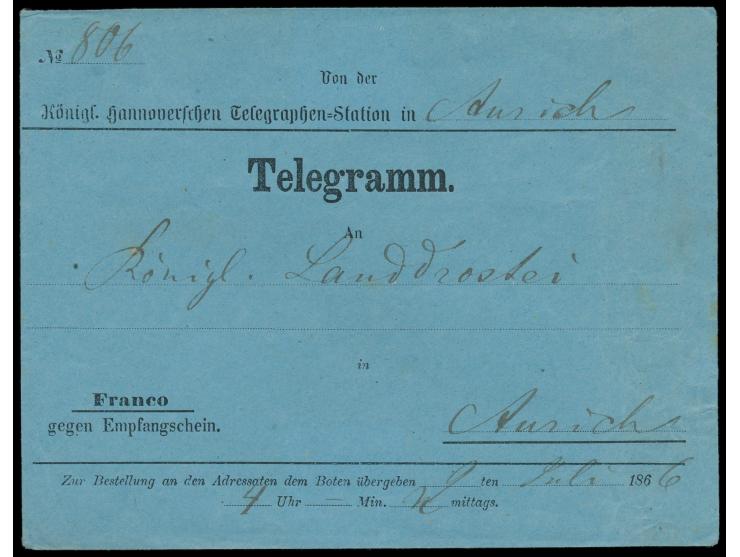 № 806
Von der
Königl. Hannoverschen Telegraphen=Station in Aurich
Telegramm.
An
Königl. Landdrostei
in
Franco
gegen Empfangschein.
Aurich
Zur Bestellung an den Adressaten dem Boten übergeben ten Juli 1866
4 Uhr — Min. N mittags.